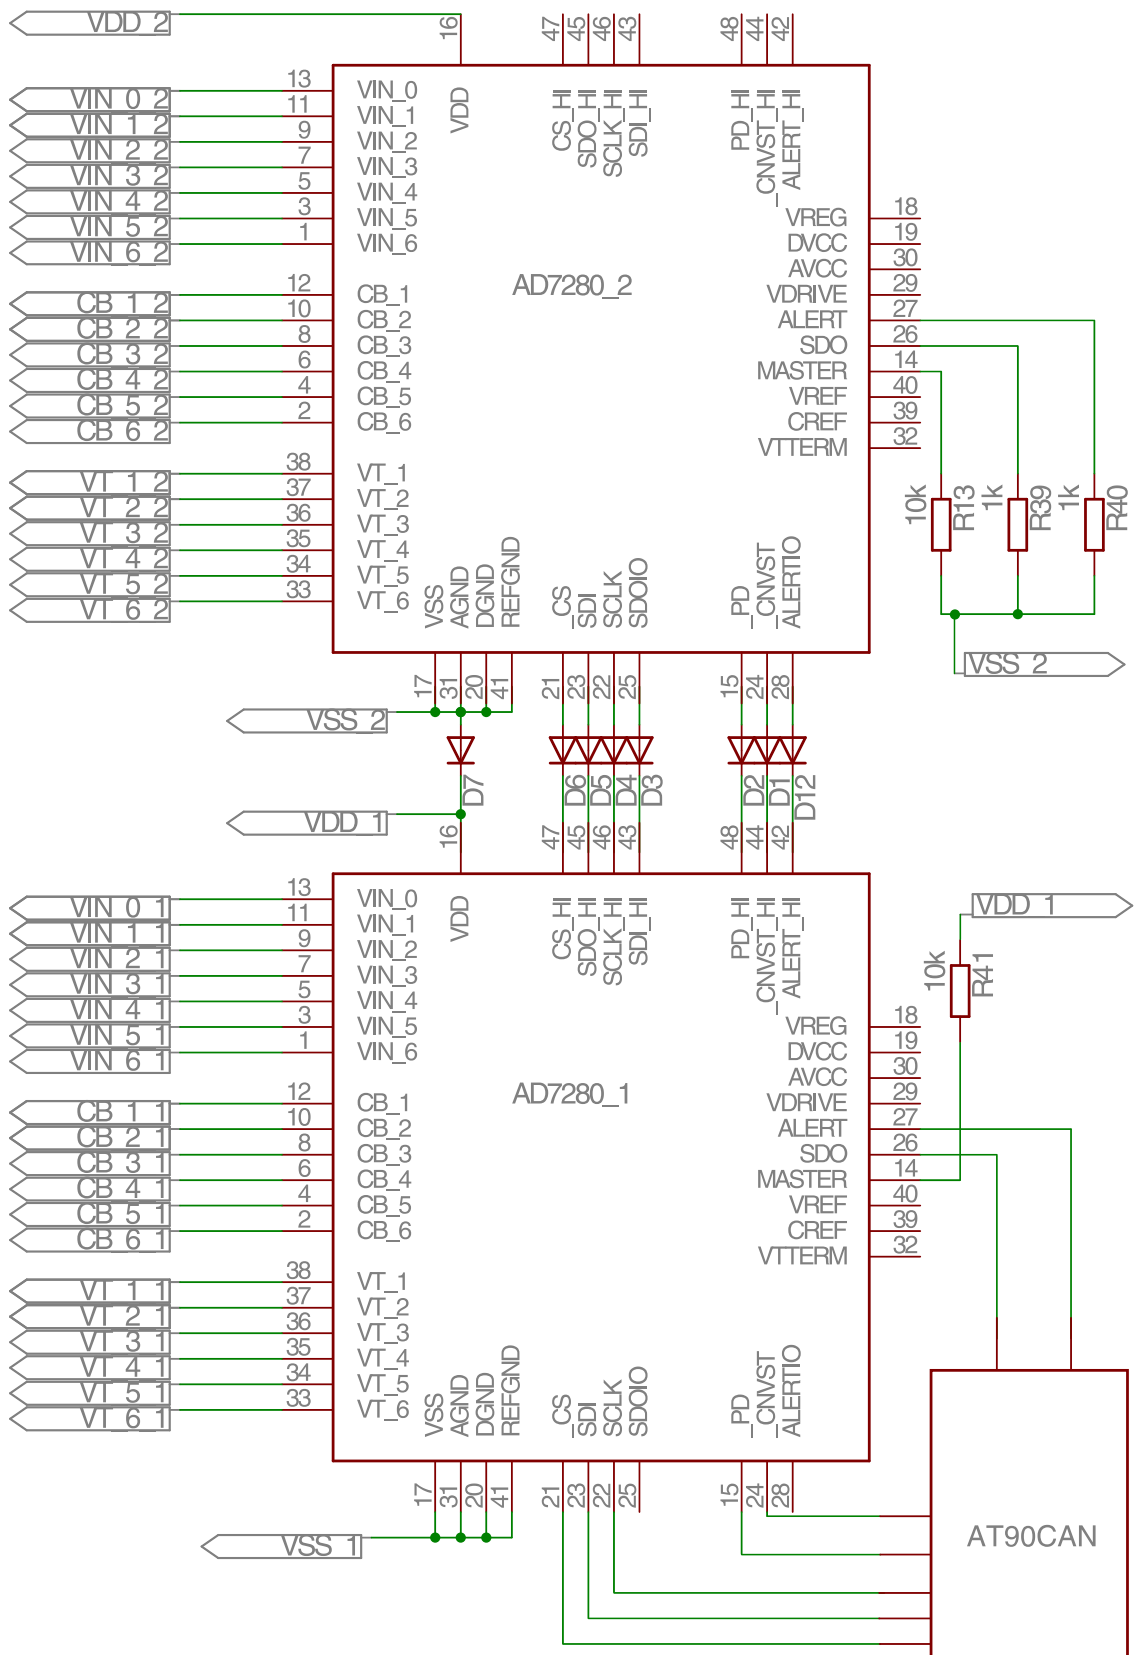 VDD_2
16
47
45
46
43
48
44
42
VDD
CS_HI
SDO_HI
SCLK_HI
SDI_HI
PD_HI
_CNVST_HI
ALERT_HI
VIN_0_2 13 VIN_0
VIN_1_2 11 VIN_1
VIN_2_2 9 VIN_2
VIN_3_2 7 VIN_3
VIN_4_2 5 VIN_4
VIN_5_2 3 VIN_5
VIN_6_2 1 VIN_6
CB_1_2 12 CB_1
CB_2_2 10 CB_2
CB_3_2 8 CB_3
CB_4_2 6 CB_4
CB_5_2 4 CB_5
CB_6_2 2 CB_6
VT_1_2 38 VT_1
VT_2_2 37 VT_2
VT_3_2 36 VT_3
VT_4_2 35 VT_4
VT_5_2 34 VT_5
VT_6_2 33 VT_6
AD7280_2
VREG 18
DVCC 19
AVCC 30
VDRIVE 29
ALERT 27
SDO 26
MASTER 14
VREF 40
CREF 39
VTTERM 32
10k R13
1k R39
1k R40
VSS_2
VSS
AGND
DGND
REFGND
_CS
SDI
SCLK
SDOIO
_PD
_CNVST
ALERTIO
17
31
20
41
21
23
22
25
15
24
28
VSS_2
D7
D6
D5
D4
D3
D2
D1
D12
VDD_1
16
47
45
46
43
48
44
42
VDD
CS_HI
SDO_HI
SCLK_HI
SDI_HI
PD_HI
_CNVST_HI
ALERT_HI
VDD_1
10k R41
VIN_0_1 13 VIN_0
VIN_1_1 11 VIN_1
VIN_2_1 9 VIN_2
VIN_3_1 7 VIN_3
VIN_4_1 5 VIN_4
VIN_5_1 3 VIN_5
VIN_6_1 1 VIN_6
CB_1_1 12 CB_1
CB_2_1 10 CB_2
CB_3_1 8 CB_3
CB_4_1 6 CB_4
CB_5_1 4 CB_5
CB_6_1 2 CB_6
VT_1_1 38 VT_1
VT_2_1 37 VT_2
VT_3_1 36 VT_3
VT_4_1 35 VT_4
VT_5_1 34 VT_5
VT_6_1 33 VT_6
AD7280_1
VREG 18
DVCC 19
AVCC 30
VDRIVE 29
ALERT 27
SDO 26
MASTER 14
VREF 40
CREF 39
VTTERM 32
VSS
AGND
DGND
REFGND
_CS
SDI
SCLK
SDOIO
_PD
_CNVST
ALERTIO
17
31
20
41
21
23
22
25
15
24
28
VSS_1
AT90CAN